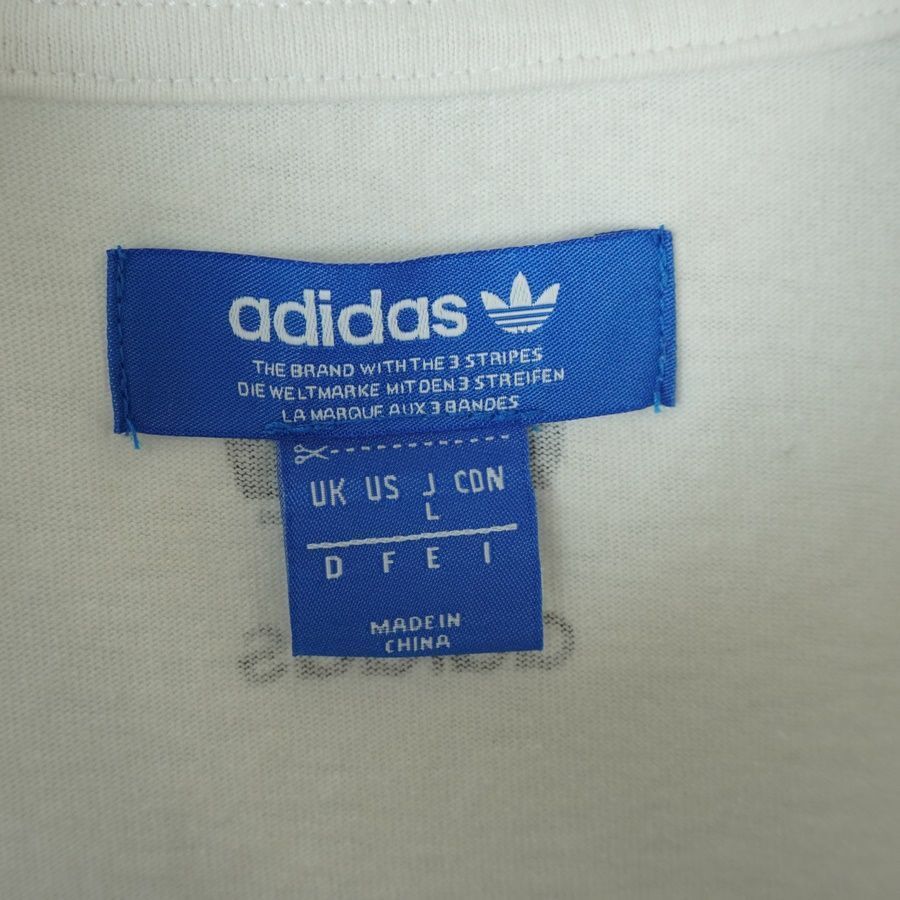 adidas
THE BRAND WITH THE 3 STRIPES
DIE WELTMARKE MIT DEN 3 STREIFEN
LA MARQUE AUX 3 BANDES
UK US J CDN
L
D F E I
MADE IN
CHINA